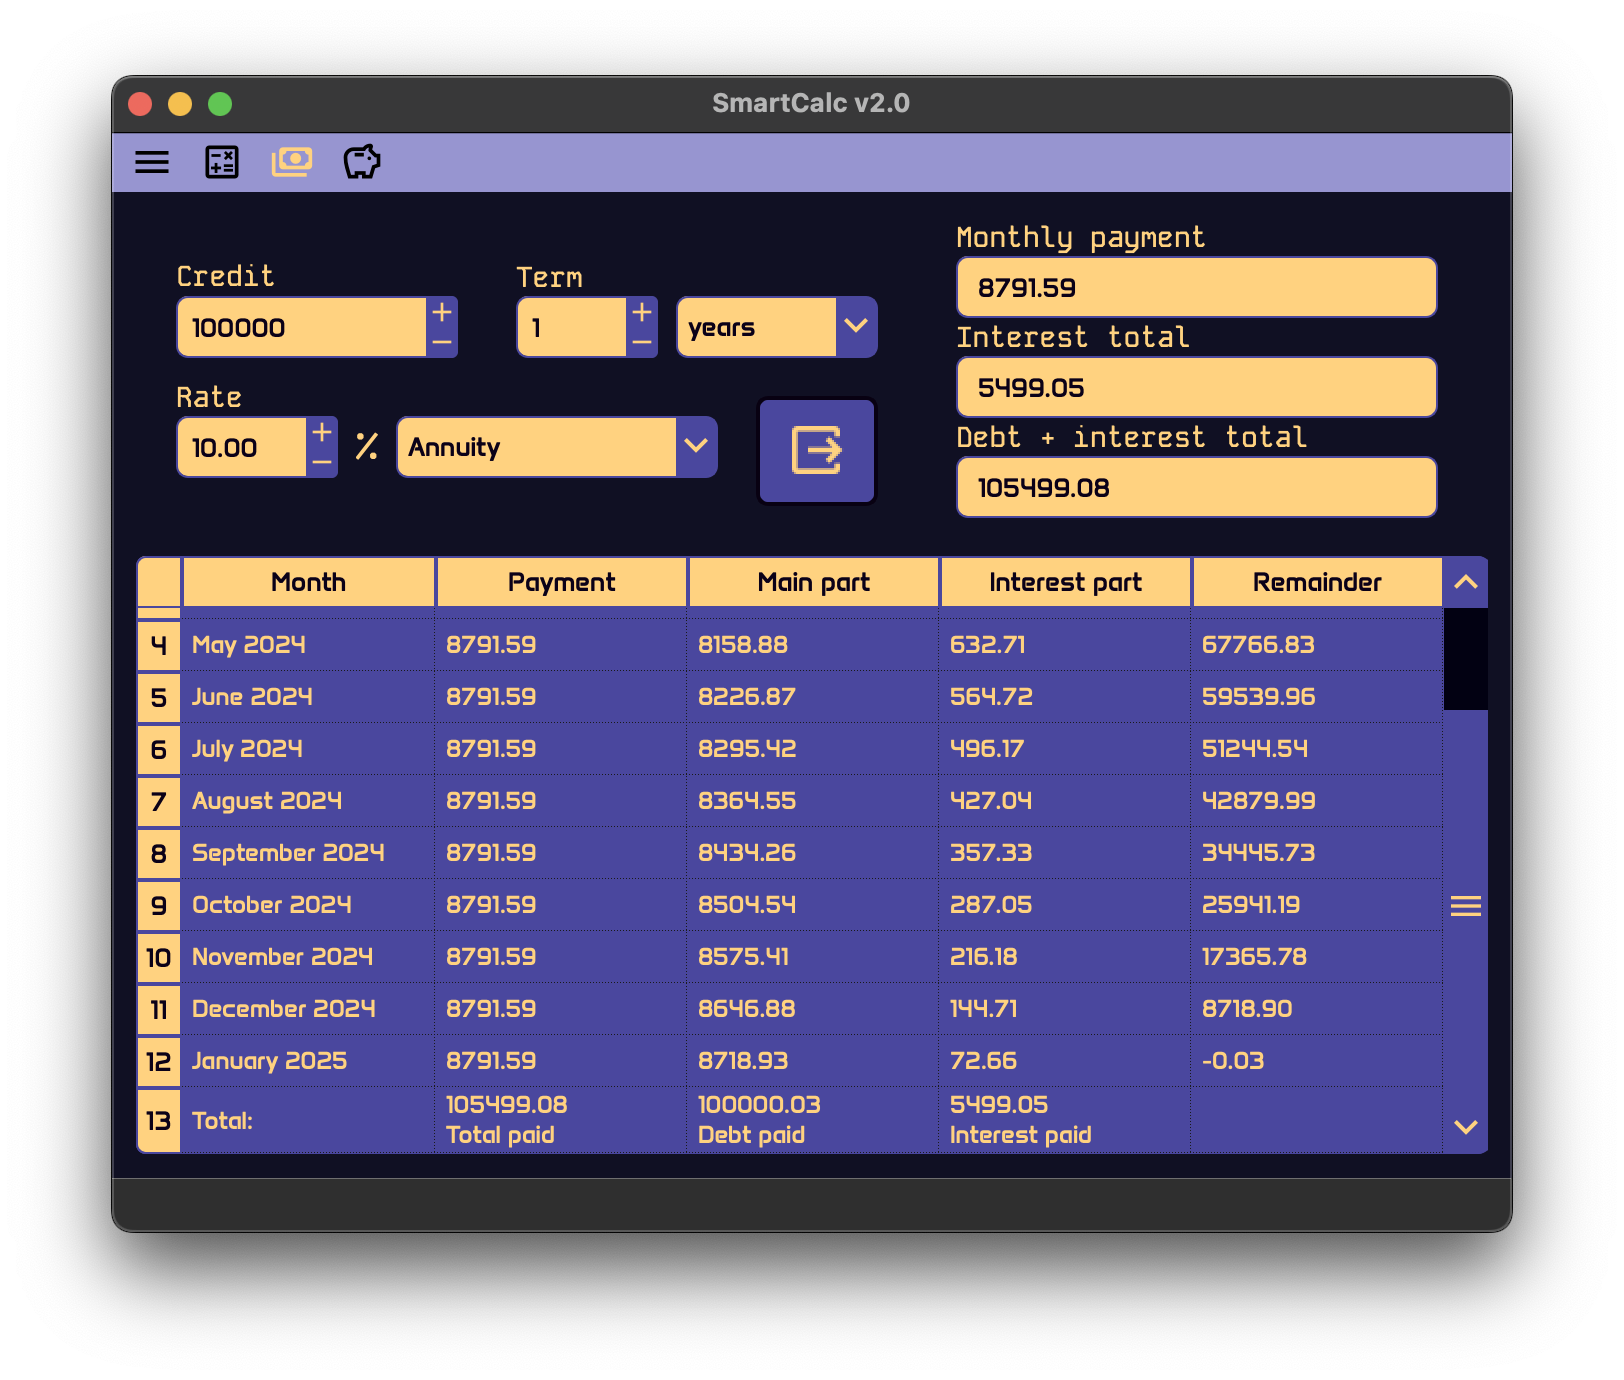 SmartCalc v2.0
Credit
100000
Term
1
years
Rate
10.00
%
Annuity
Monthly payment
8791.59
Interest total
5499.05
Debt + interest total
105499.08
Month Payment Main part Interest part Remainder
4 May 2024 8791.59 8158.88 632.71 67766.83
5 June 2024 8791.59 8226.87 564.72 59539.96
6 July 2024 8791.59 8295.42 496.17 51244.54
7 August 2024 8791.59 8364.55 427.04 42879.99
8 September 2024 8791.59 8434.26 357.33 34445.73
9 October 2024 8791.59 8504.54 287.05 25941.19
10 November 2024 8791.59 8575.41 216.18 17365.78
11 December 2024 8791.59 8646.88 144.71 8718.90
12 January 2025 8791.59 8718.93 72.66 -0.03
13 Total: 105499.08 100000.03 5499.05
Total paid Debt paid Interest paid